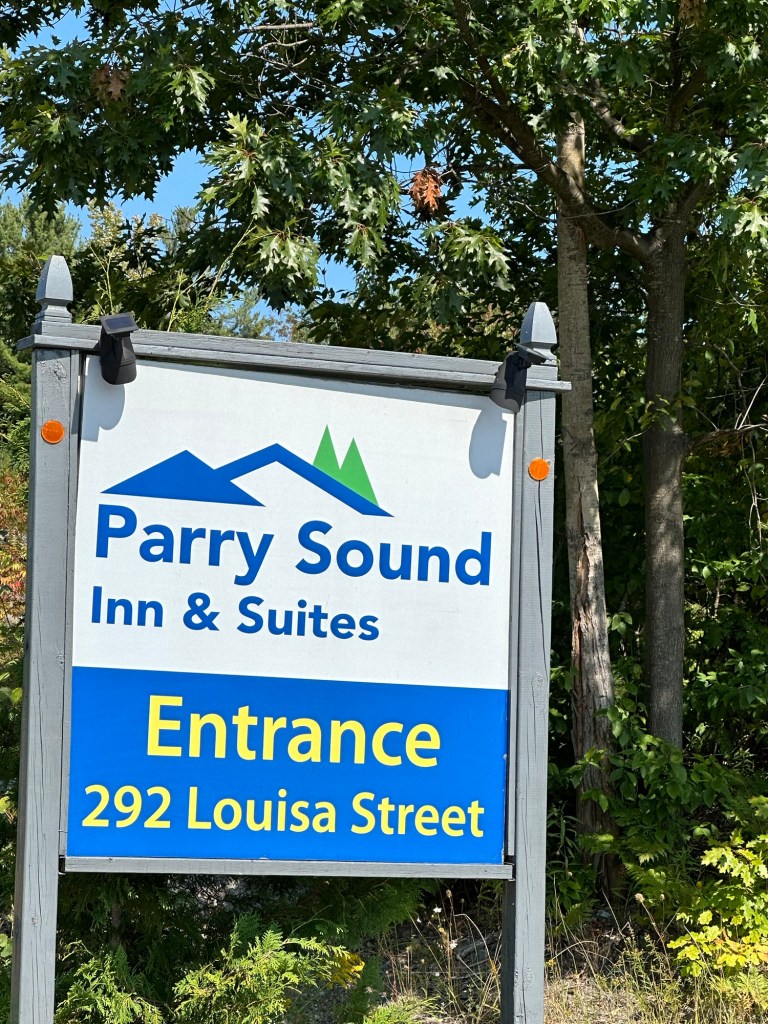 Parry Sound
Inn & Suites
Entrance
292 Louisa Street